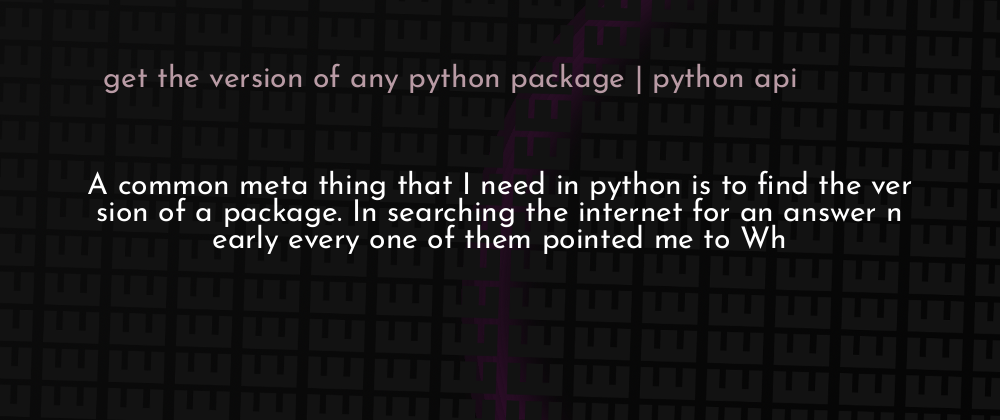 get the version of any python package | python api
A common meta thing that I need in python is to find the ver
sion of a package. In searching the internet for an answer n
early every one of them pointed me to Wh